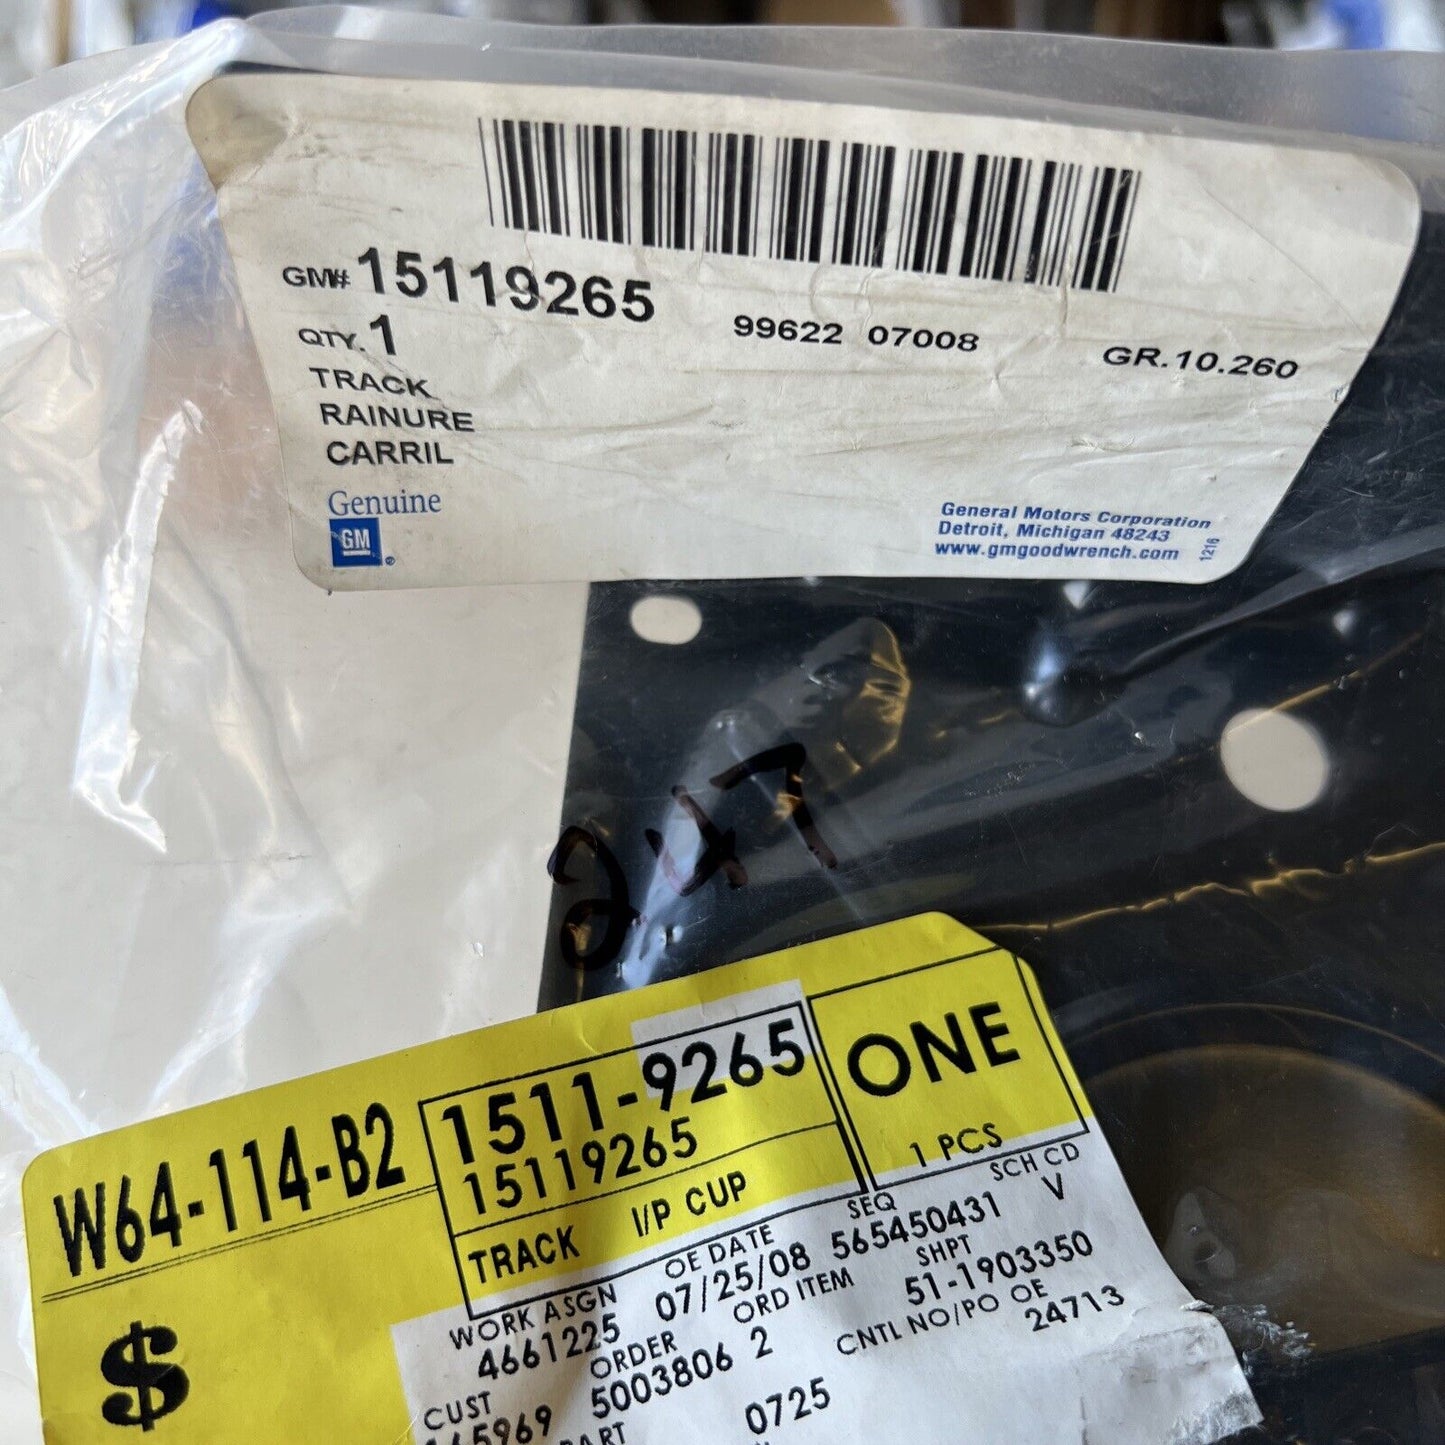 GM# 15119265
QTY. 1
99622 07008
GR.10.260
TRACK
RAINURE
CARRIL
Genuine
GM
General Motors Corporation
Detroit, Michigan 48243
www.gmgoodwrench.com
1216
247
W64-114-B2
$
1511-9265
15119265
TRACK I/P CUP
ONE
1 PCS
WORK ASGN
4661225
OE DATE
07/25/08
SEQ
565450431
SCH CD
V
ORDER
5003806
ORD ITEM
2
SHPT
51-1903350
CNTL NO/PO OE
24713
CUST
0725